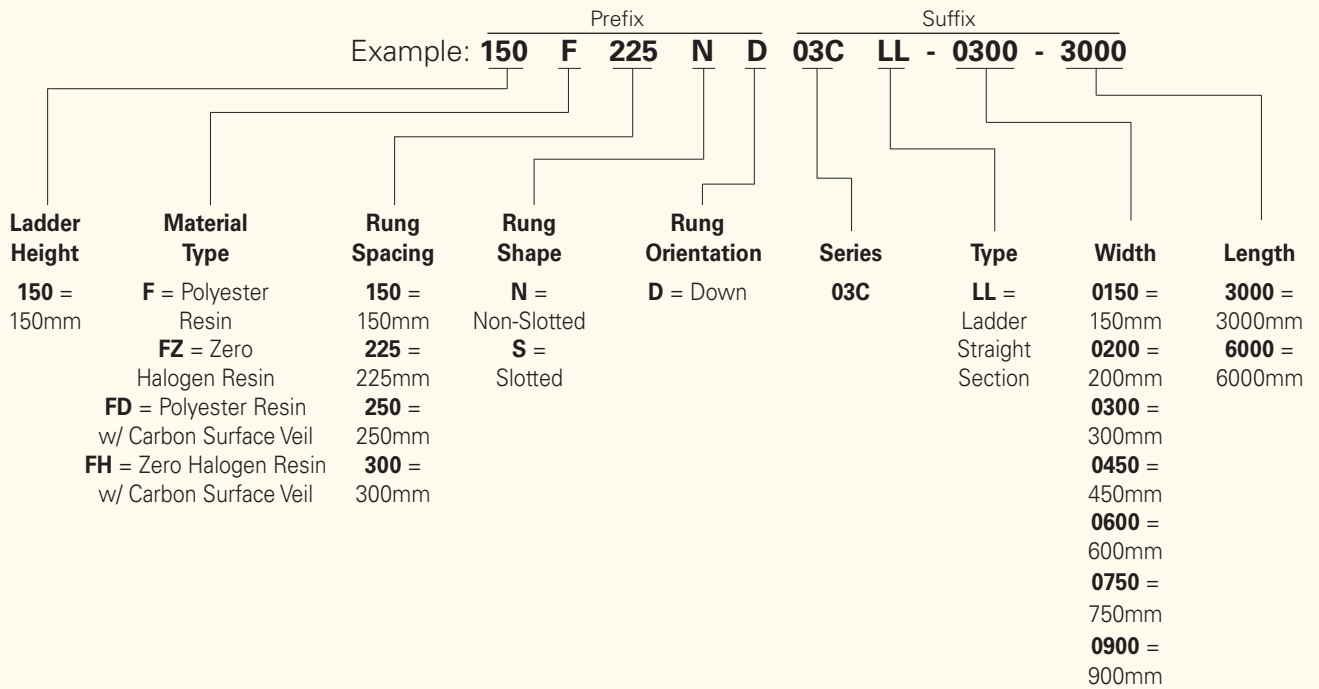 Prefix
Suffix
Example: 150 F 225 N D 03C LL - 0300 - 3000
Ladder
Height
150 =
150mm
Material
Type
F = Polyester
Resin
FZ = Zero
Halogen Resin
FD = Polyester Resin
w/ Carbon Surface Veil
FH = Zero Halogen Resin
w/ Carbon Surface Veil
Rung
Spacing
150 =
150mm
225 =
225mm
250 =
250mm
300 =
300mm
Rung
Shape
N =
Non-Slotted
S =
Slotted
Rung
Orientation
D = Down
Series
03C
Type
LL =
Ladder
Straight
Section
Width
0150 =
150mm
0200 =
200mm
0300 =
300mm
0450 =
450mm
0600 =
600mm
0750 =
750mm
0900 =
900mm
Length
3000 =
3000mm
6000 =
6000mm